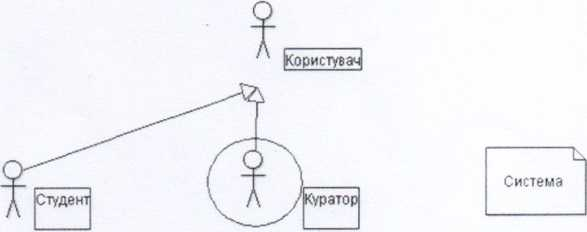 Користувач
Студент
Куратор
Система